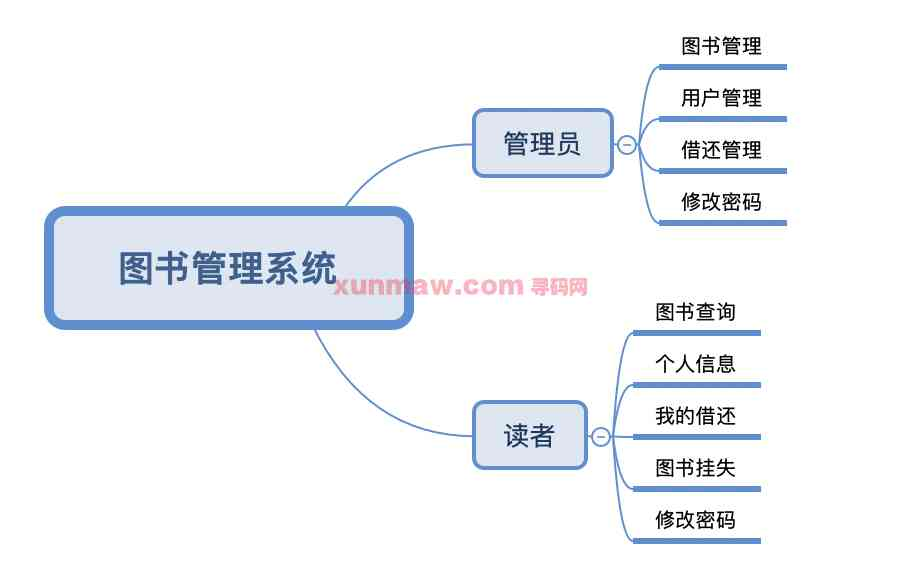 图书管理系统
管理员
图书管理
用户管理
借还管理
修改密码
读者
图书查询
个人信息
我的借还
图书挂失
修改密码
xunmaw.com 寻码网